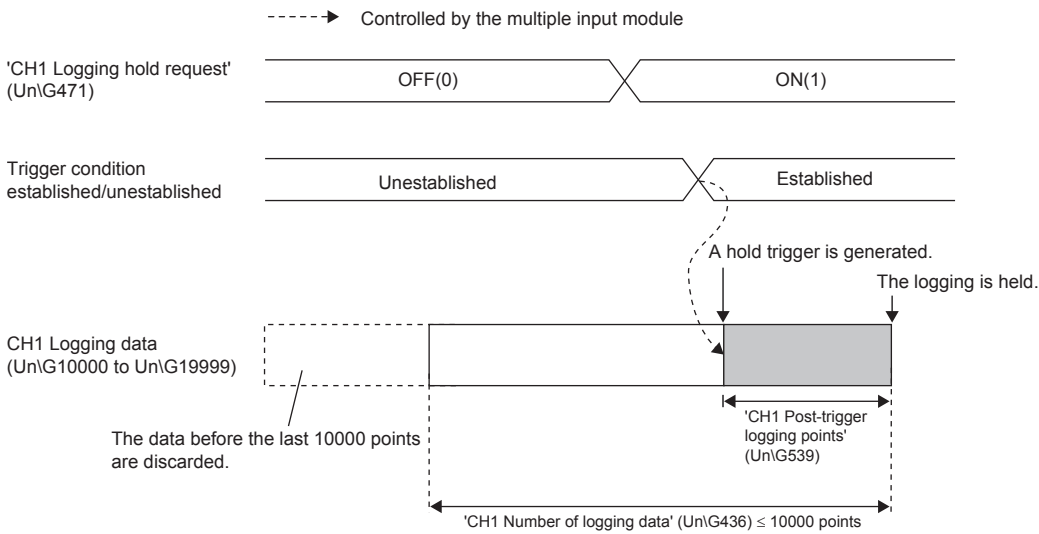 Controlled by the multiple input module
'CH1 Logging hold request'
(Un\G471)
OFF(0)
ON(1)
Trigger condition
established/unestablished
Unestablished
Established
A hold trigger is generated.
The logging is held.
CH1 Logging data
(Un\G10000 to Un\G19999)
'CH1 Post-trigger
logging points'
(Un\G539)
The data before the last 10000 points
are discarded.
'CH1 Number of logging data' (Un\G436) ≤ 10000 points